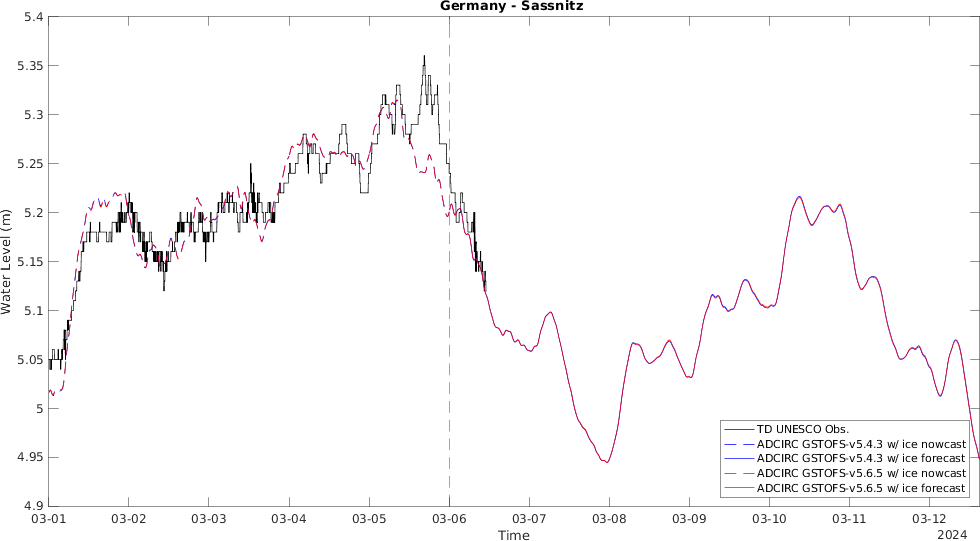 Germany - Sassnitz
5.4
5.35
5.3
5.25
5.2
5.15
5.1
5.05
5
4.95
4.9
Water Level (m)
03-01 03-02 03-03 03-04 03-05 03-06 03-07 03-08 03-09 03-10 03-11 03-12
Time
2024
TD UNESCO Obs.
ADCIRC GSTOFS-v5.4.3 w/ ice nowcast
ADCIRC GSTOFS-v5.4.3 w/ ice forecast
ADCIRC GSTOFS-v5.6.5 w/ ice nowcast
ADCIRC GSTOFS-v5.6.5 w/ ice forecast